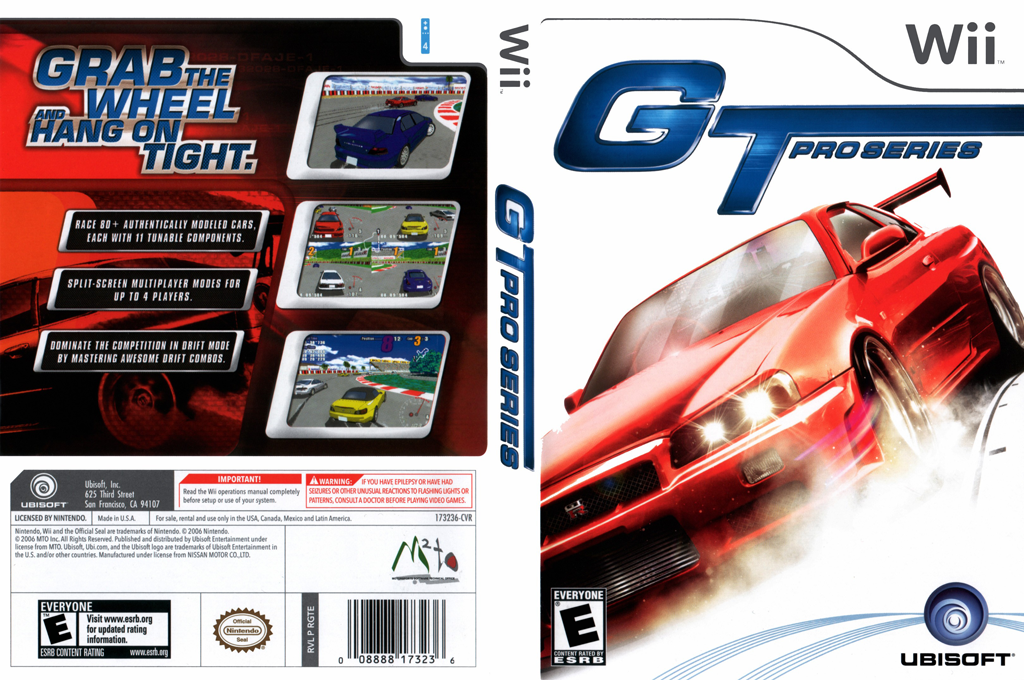 GRAB THE
WHEEL
AND
HANG ON
TIGHT.
RACE 80+ AUTHENTICALLY MODELED CARS,
EACH WITH 11 TUNABLE COMPONENTS.
SPLIT-SCREEN MULTIPLAYER MODES FOR
UP TO 4 PLAYERS.
DOMINATE THE COMPETITION IN DRIFT MODE
BY MASTERING AWESOME DRIFT COMBOS.
4
UBISOFT
Ubisoft, Inc.
625 Third Street
San Francisco, CA 94107
IMPORTANT!
Read the Wii operations manual completely
before setup or use of your system.
WARNING: IF YOU HAVE EPILEPSY OR HAVE HAD
SEIZURES OR OTHER UNUSUAL REACTIONS TO FLASHING LIGHTS OR
PATTERNS, CONSULT A DOCTOR BEFORE PLAYING VIDEO GAMES.
LICENSED BY NINTENDO.
Made in U.S.A.
For sale, rental and use only in the USA, Canada, Mexico and Latin America.
173236-CVR
Nintendo, Wii and the Official Seal are trademarks of Nintendo. © 2006 Nintendo.
© 2006 MTO Inc. All Rights Reserved. Published and distributed by Ubisoft Entertainment under
license from MTO. Ubisoft, Ubi.com, and the Ubisoft logo are trademarks of Ubisoft Entertainment in
the U.S. and/or other countries. Manufactured under license from NISSAN MOTOR CO.,LTD.
M2to
EVERYONE
E
TM
Visit www.esrb.org
for updated rating
information.
ESRB CONTENT RATING www.esrb.org
Official
Nintendo
Seal
RVL P RGTE
0 08888 17323 6
Wii
GT PRO SERIES
Wii
TM
GT PRO SERIES
EVERYONE
E
®
CONTENT RATED BY
ESRB
UBISOFT®